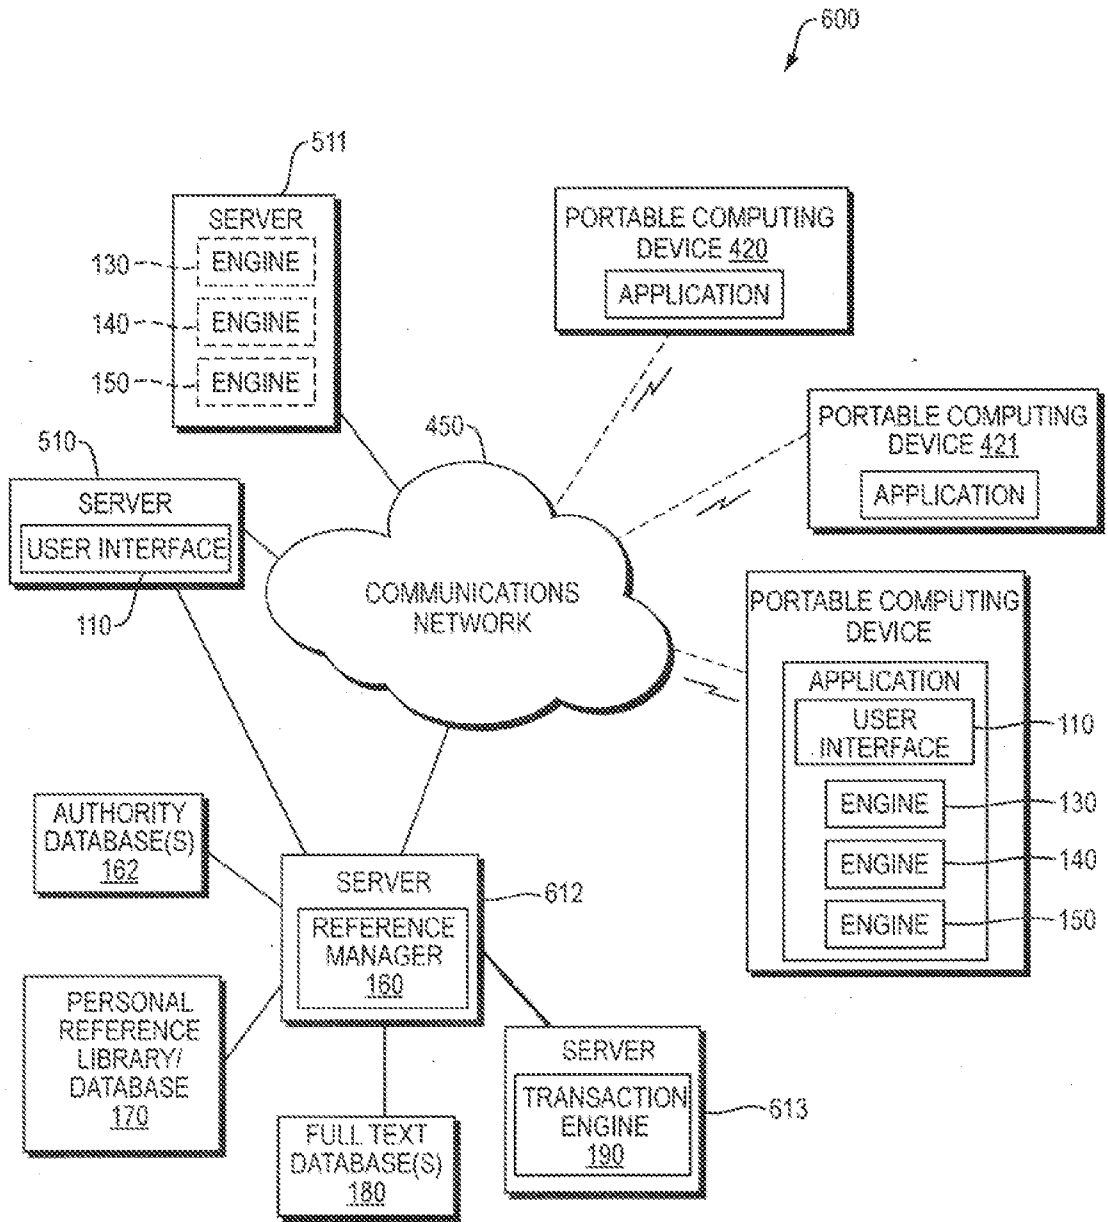 600
511
SERVER
130
ENGINE
140
ENGINE
150
ENGINE
PORTABLE COMPUTING
DEVICE 420
APPLICATION
PORTABLE COMPUTING
DEVICE 421
APPLICATION
510
SERVER
USER INTERFACE
110
450
COMMUNICATIONS
NETWORK
PORTABLE COMPUTING
DEVICE
APPLICATION
USER
INTERFACE
110
ENGINE
130
ENGINE
140
ENGINE
150
AUTHORITY
DATABASE(S)
162
SERVER
612
REFERENCE
MANAGER
160
PERSONAL
REFERENCE
LIBRARY/
DATABASE
170
FULL TEXT
DATABASE(S)
180
SERVER
TRANSACTION
ENGINE
190
613